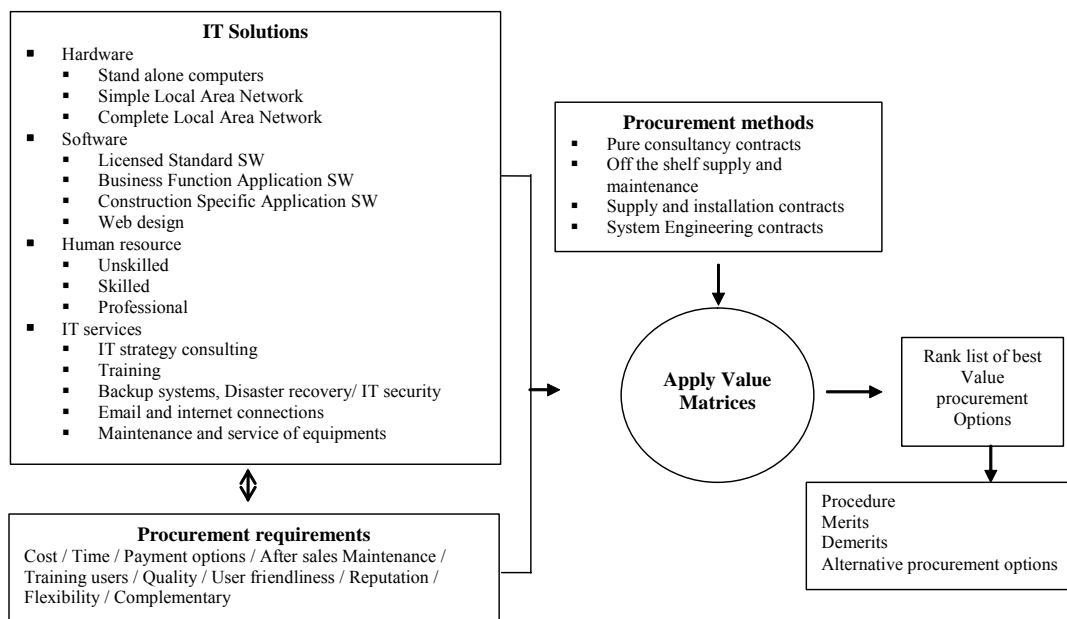 IT Solutions
▪ Hardware
▪ Stand alone computers
▪ Simple Local Area Network
▪ Complete Local Area Network
▪ Software
▪ Licensed Standard SW
▪ Business Function Application SW
▪ Construction Specific Application SW
▪ Web design
▪ Human resource
▪ Unskilled
▪ Skilled
▪ Professional
▪ IT services
▪ IT strategy consulting
▪ Training
▪ Backup systems, Disaster recovery/ IT security
▪ Email and internet connections
▪ Maintenance and service of equipments
Procurement requirements
Cost / Time / Payment options / After sales Maintenance /
Training users / Quality / User friendliness / Reputation /
Flexibility / Complementary
Procurement methods
▪ Pure consultancy contracts
▪ Off the shelf supply and
maintenance
▪ Supply and installation contracts
▪ System Engineering contracts
Apply Value
Matrices
Rank list of best
Value
procurement
Options
Procedure
Merits
Demerits
Alternative procurement options